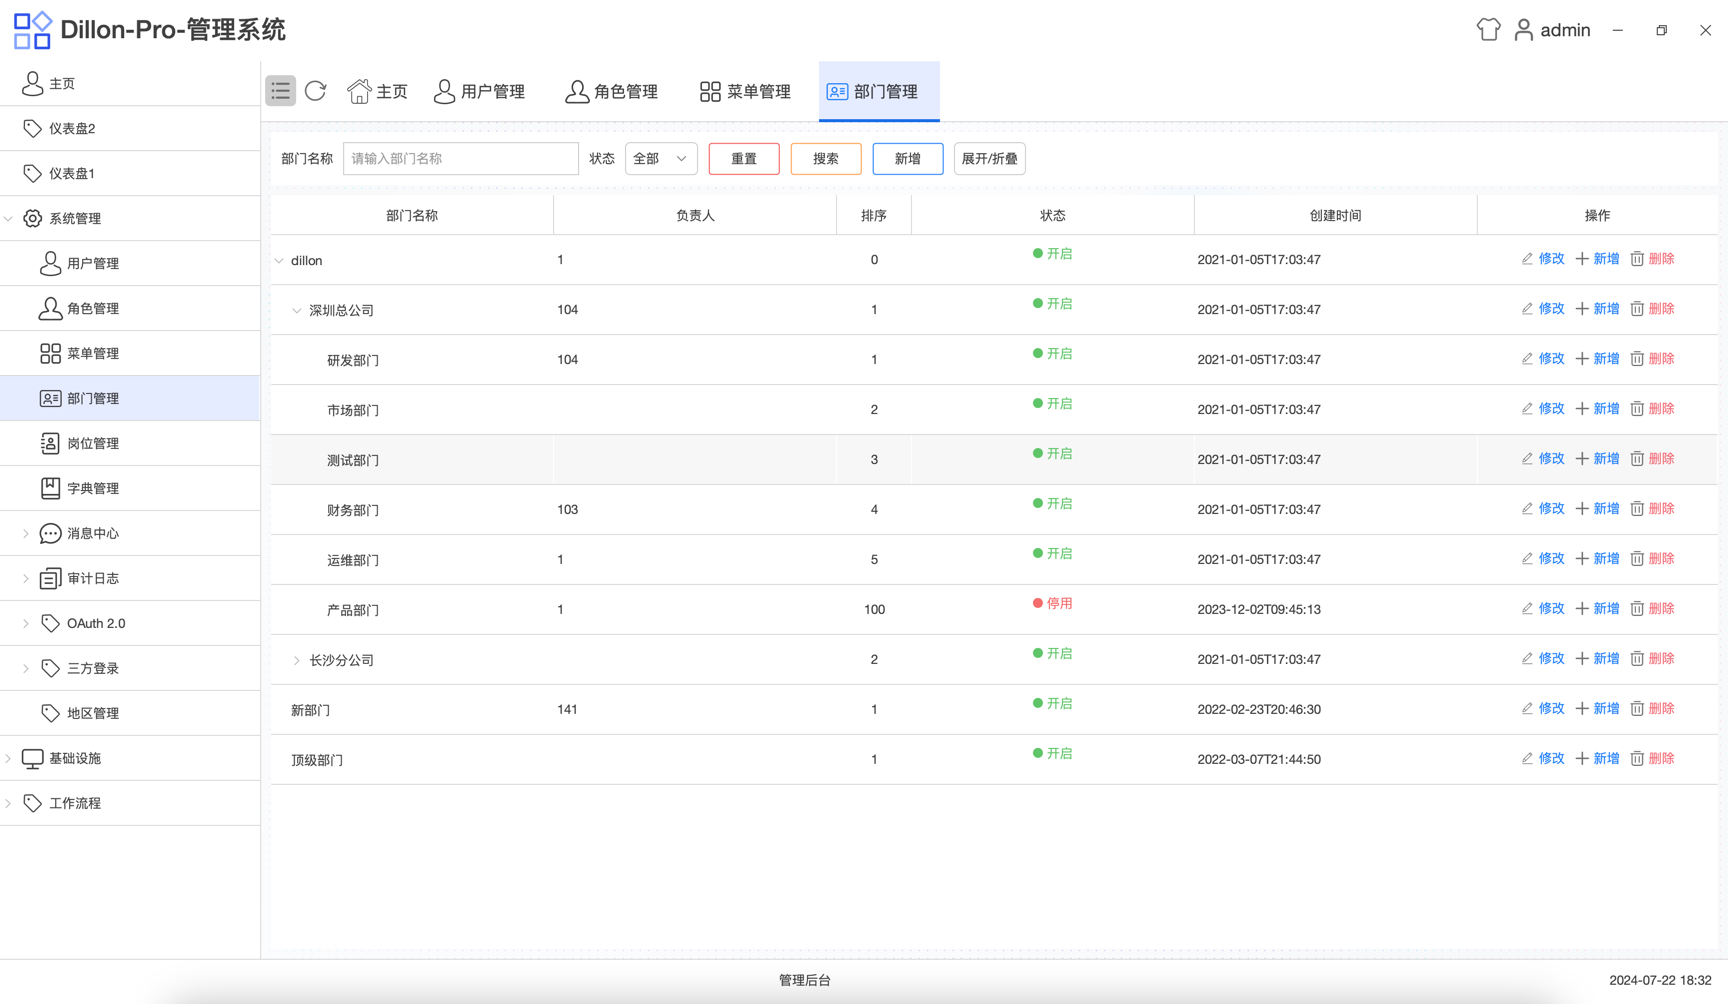 Dillon-Pro-管理系统
admin
主页
仪表盘2
仪表盘1
系统管理
用户管理
角色管理
菜单管理
部门管理
岗位管理
字典管理
消息中心
审计日志
OAuth 2.0
三方登录
地区管理
基础设施
工作流程
主页 用户管理 角色管理 菜单管理 部门管理
部门名称 请输入部门名称 状态 全部 重置 搜索 新增 展开/折叠
部门名称 负责人 排序 状态 创建时间 操作
dillon 1 0 开启 2021-01-05T17:03:47 修改 新增 删除
深圳总公司 104 1 开启 2021-01-05T17:03:47 修改 新增 删除
研发部门 104 1 开启 2021-01-05T17:03:47 修改 新增 删除
市场部门 2 开启 2021-01-05T17:03:47 修改 新增 删除
测试部门 3 开启 2021-01-05T17:03:47 修改 新增 删除
财务部门 103 4 开启 2021-01-05T17:03:47 修改 新增 删除
运维部门 1 5 开启 2021-01-05T17:03:47 修改 新增 删除
产品部门 1 100 停用 2023-12-02T09:45:13 修改 新增 删除
长沙分公司 2 开启 2021-01-05T17:03:47 修改 新增 删除
新部门 141 1 开启 2022-02-23T20:46:30 修改 新增 删除
顶级部门 1 开启 2022-03-07T21:44:50 修改 新增 删除
管理后台
2024-07-22 18:32